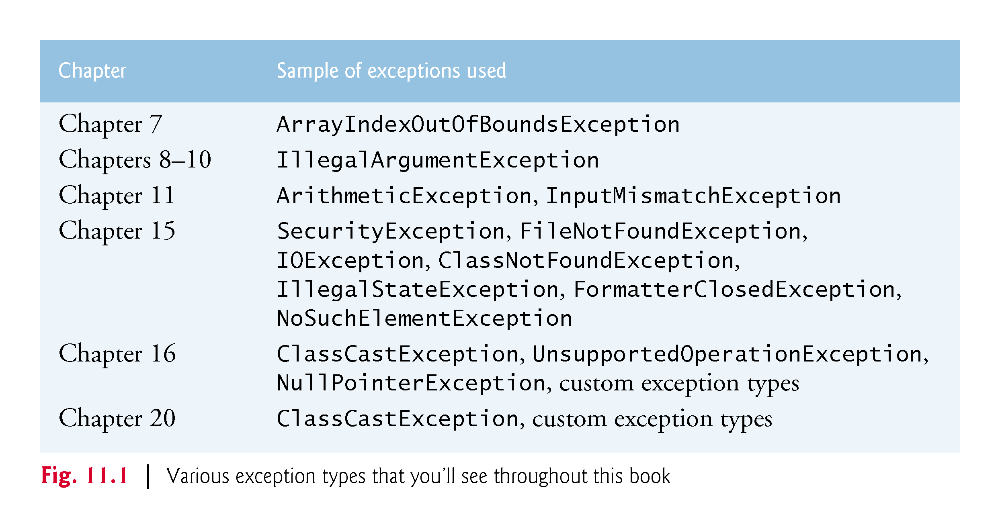 Chapter Sample of exceptions used
Chapter 7 ArrayIndexOutOfBoundsException
Chapters 8–10 IllegalArgumentException
Chapter 11 ArithmeticException, InputMismatchException
Chapter 15 SecurityException, FileNotFoundException,
IOException, ClassNotFoundException,
IllegalStateException, FormatterClosedException,
NoSuchElementException
Chapter 16 ClassCastException, UnsupportedOperationException,
NullPointerException, custom exception types
Chapter 20 ClassCastException, custom exception types
Fig. 11.1 | Various exception types that you’ll see throughout this book